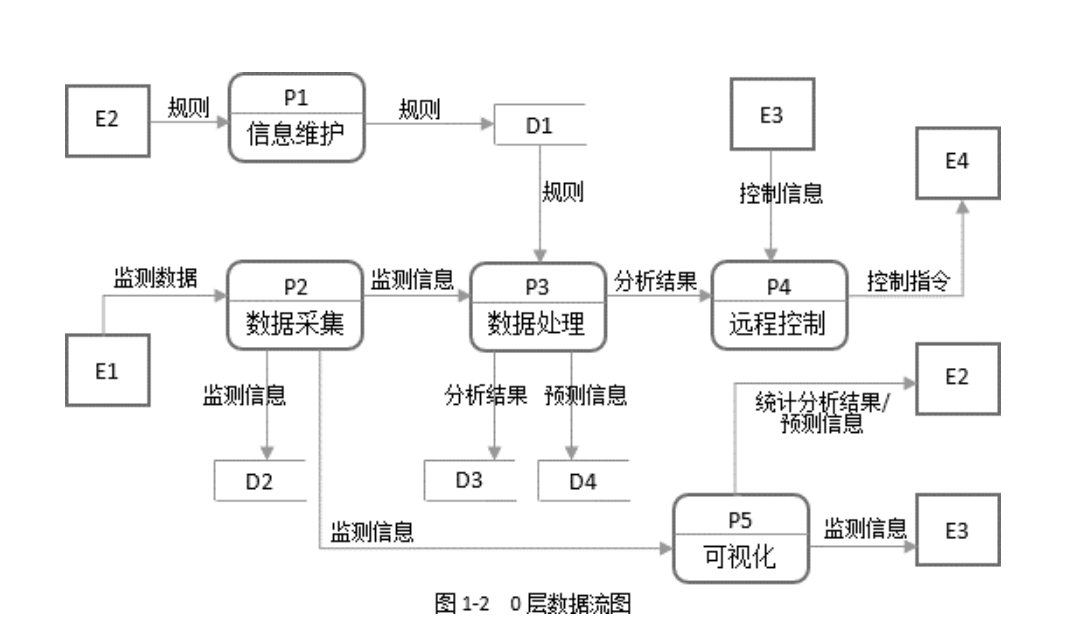 E2
规则
P1
信息维护
规则
D1
E3
E4
规则
控制信息
监测数据
P2
数据采集
监测信息
P3
数据处理
分析结果
P4
远程控制
控制指令
E1
监测信息
分析结果
预测信息
E2
统计分析结果/
预测信息
D2
D3
D4
监测信息
P5
可视化
监测信息
E3
图 1-2 0 层数据流图